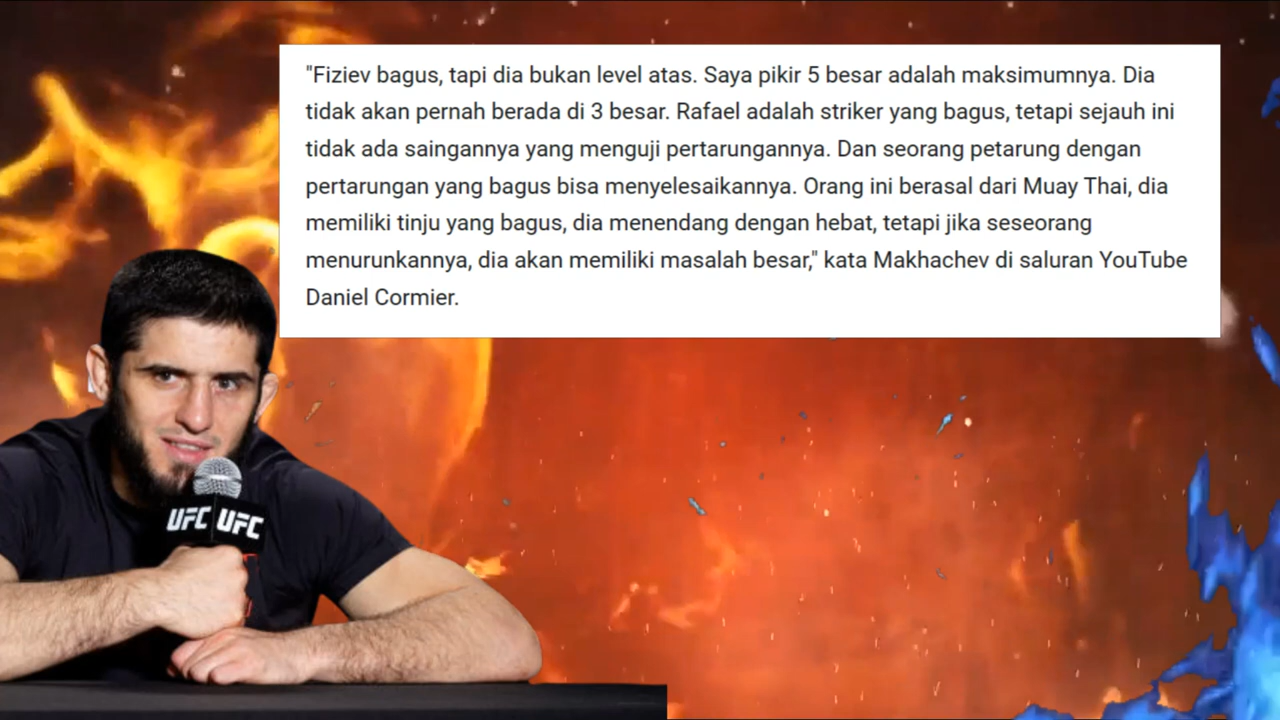 "Fiziev bagus, tapi dia bukan level atas. Saya pikir 5 besar adalah maksimumnya. Dia
tidak akan pernah berada di 3 besar. Rafael adalah striker yang bagus, tetapi sejauh ini
tidak ada saingannya yang menguji pertarungannya. Dan seorang petarung dengan
pertarungan yang bagus bisa menyelesaikannya. Orang ini berasal dari Muay Thai, dia
memiliki tinju yang bagus, dia menendang dengan hebat, tetapi jika seseorang
menurunkannya, dia akan memiliki masalah besar," kata Makhachev di saluran YouTube
Daniel Cormier.
UFC UFC